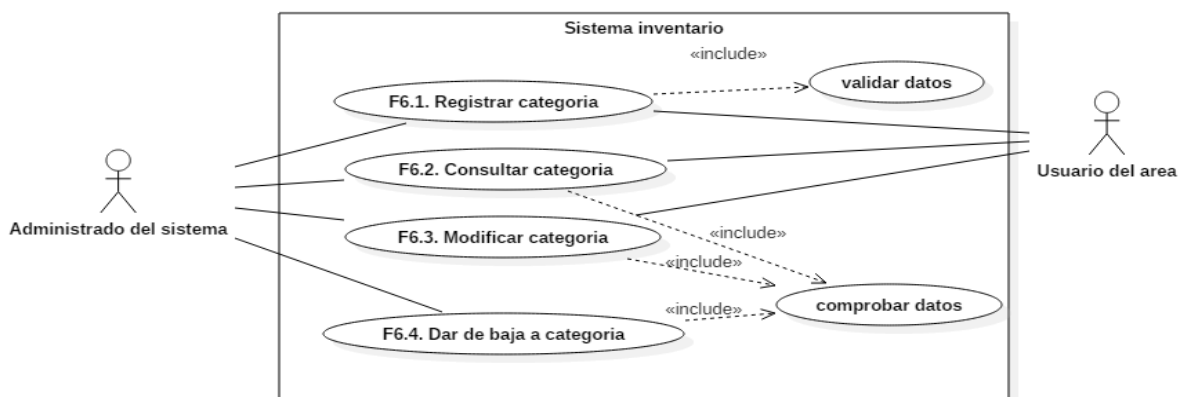 Sistema inventario
«include»
validar datos
F6.1. Registrar categoria
F6.2. Consultar categoria
Usuario del area
Administrado del sistema
F6.3. Modificar categoria
«include»
«include»
comprobar datos
«include»
F6.4. Dar de baja a categoria